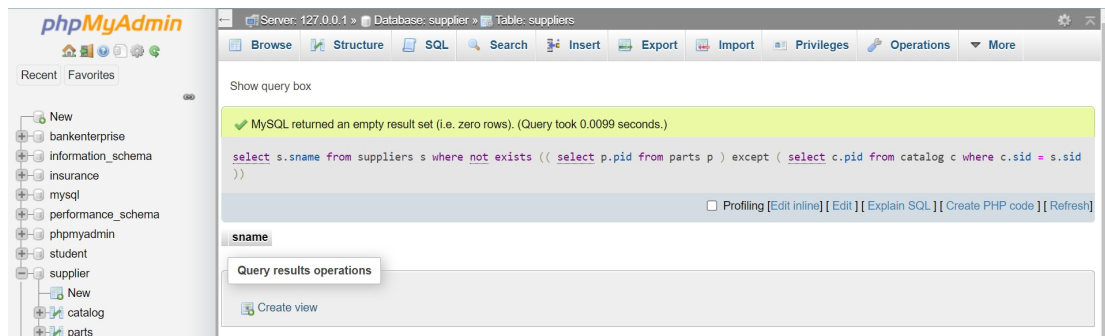 phpMyAdmin
Recent Favorites
New
bankenterprise
information_schema
insurance
mysql
performance_schema
phpmyadmin
student
supplier
New
catalog
parts
Server: 127.0.0.1 » Database: supplier » Table: suppliers
Browse Structure SQL Search Insert Export Import Privileges Operations More
Show query box
MySQL returned an empty result set (i.e. zero rows). (Query took 0.0099 seconds.)
select s.sname from suppliers s where not exists (( select p.pid from parts p ) except ( select c.pid from catalog c where c.sid = s.sid
))
Profiling [Edit inline] [ Edit ] [ Explain SQL ] [ Create PHP code ] [ Refresh]
sname
Query results operations
Create view